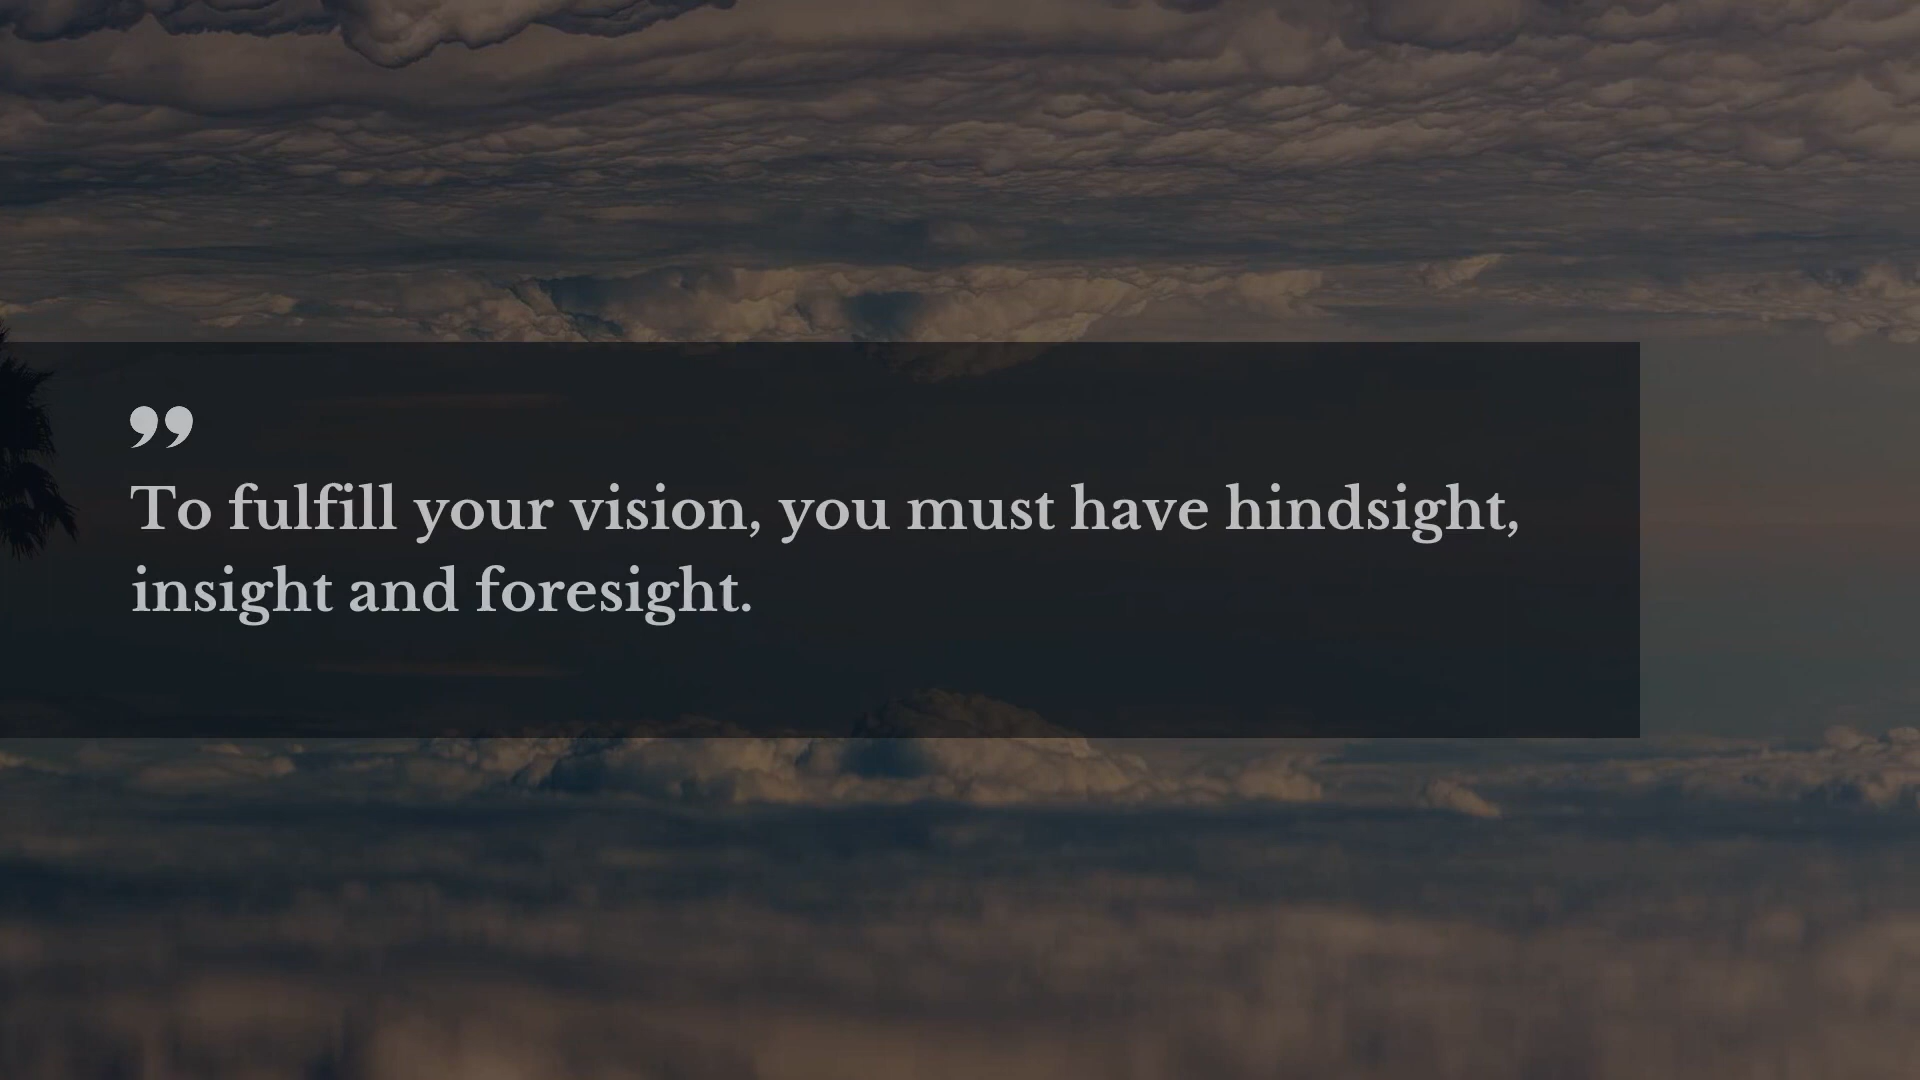 ”
To fulfill your vision, you must have hindsight,
insight and foresight.